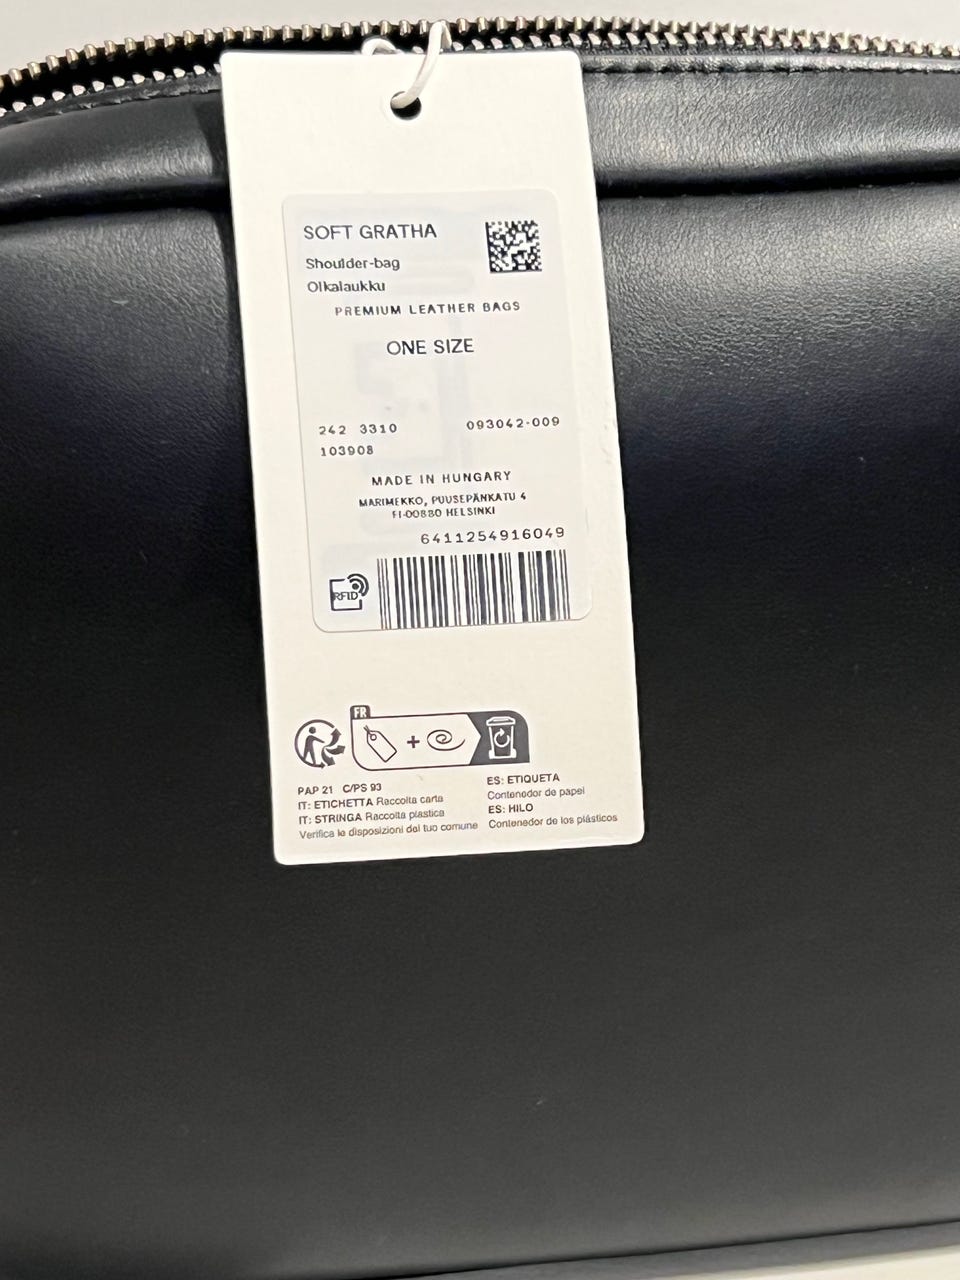 SOFT GRATHA
Shoulder-bag
Olkalaukku
PREMIUM LEATHER BAGS
ONE SIZE
242 3310 093042-009
103908
MADE IN HUNGARY
MARIMEKKO, PUUSEPÄNKATU 4
FI-00880 HELSINKI
6411254916049
RFID
FR
PAP 21 C/PS 93
IT: ETICHETTA Raccolta carta
IT: STRINGA Raccolta plastica
Verifica le disposizioni del tuo comune
ES: ETIQUETA
Contenedor de papel
ES: HILO
Contenedor de los plásticos